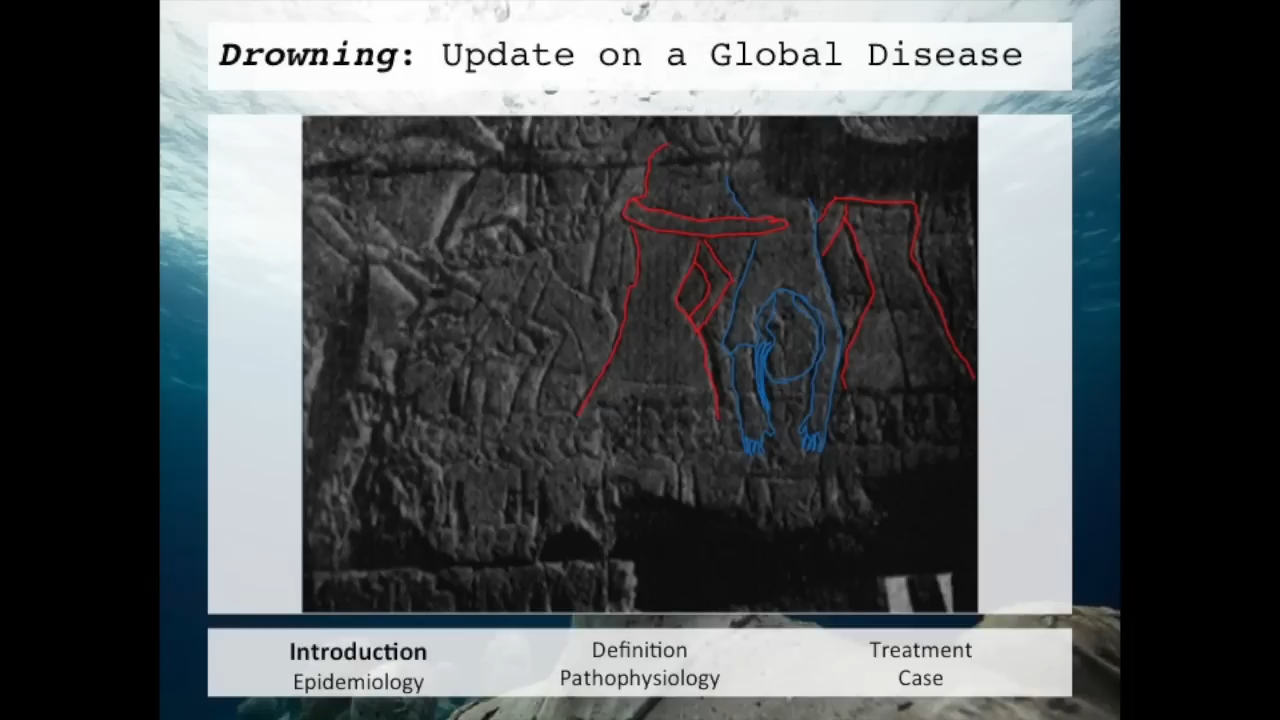 Drowning: Update on a Global Disease
Introduction
Epidemiology
Definition
Pathophysiology
Treatment
Case